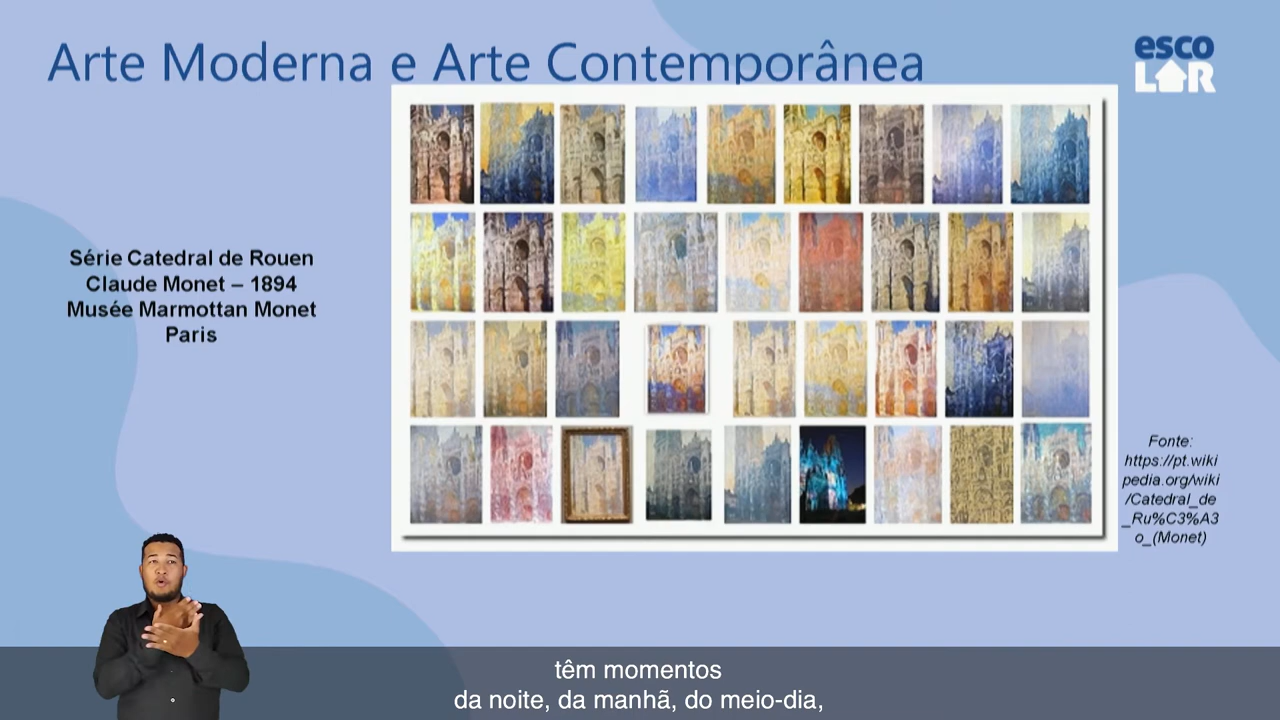 Arte Moderna e Arte Contemporânea
esco
LAR
Série Catedral de Rouen
Claude Monet – 1894
Musée Marmottan Monet
Paris
Fonte:
https://pt.wiki
pedia.org/wiki
/Catedral_de
_Ru%C3%A3
o_(Monet)
têm momentos
da noite, da manhã, do meio-dia,